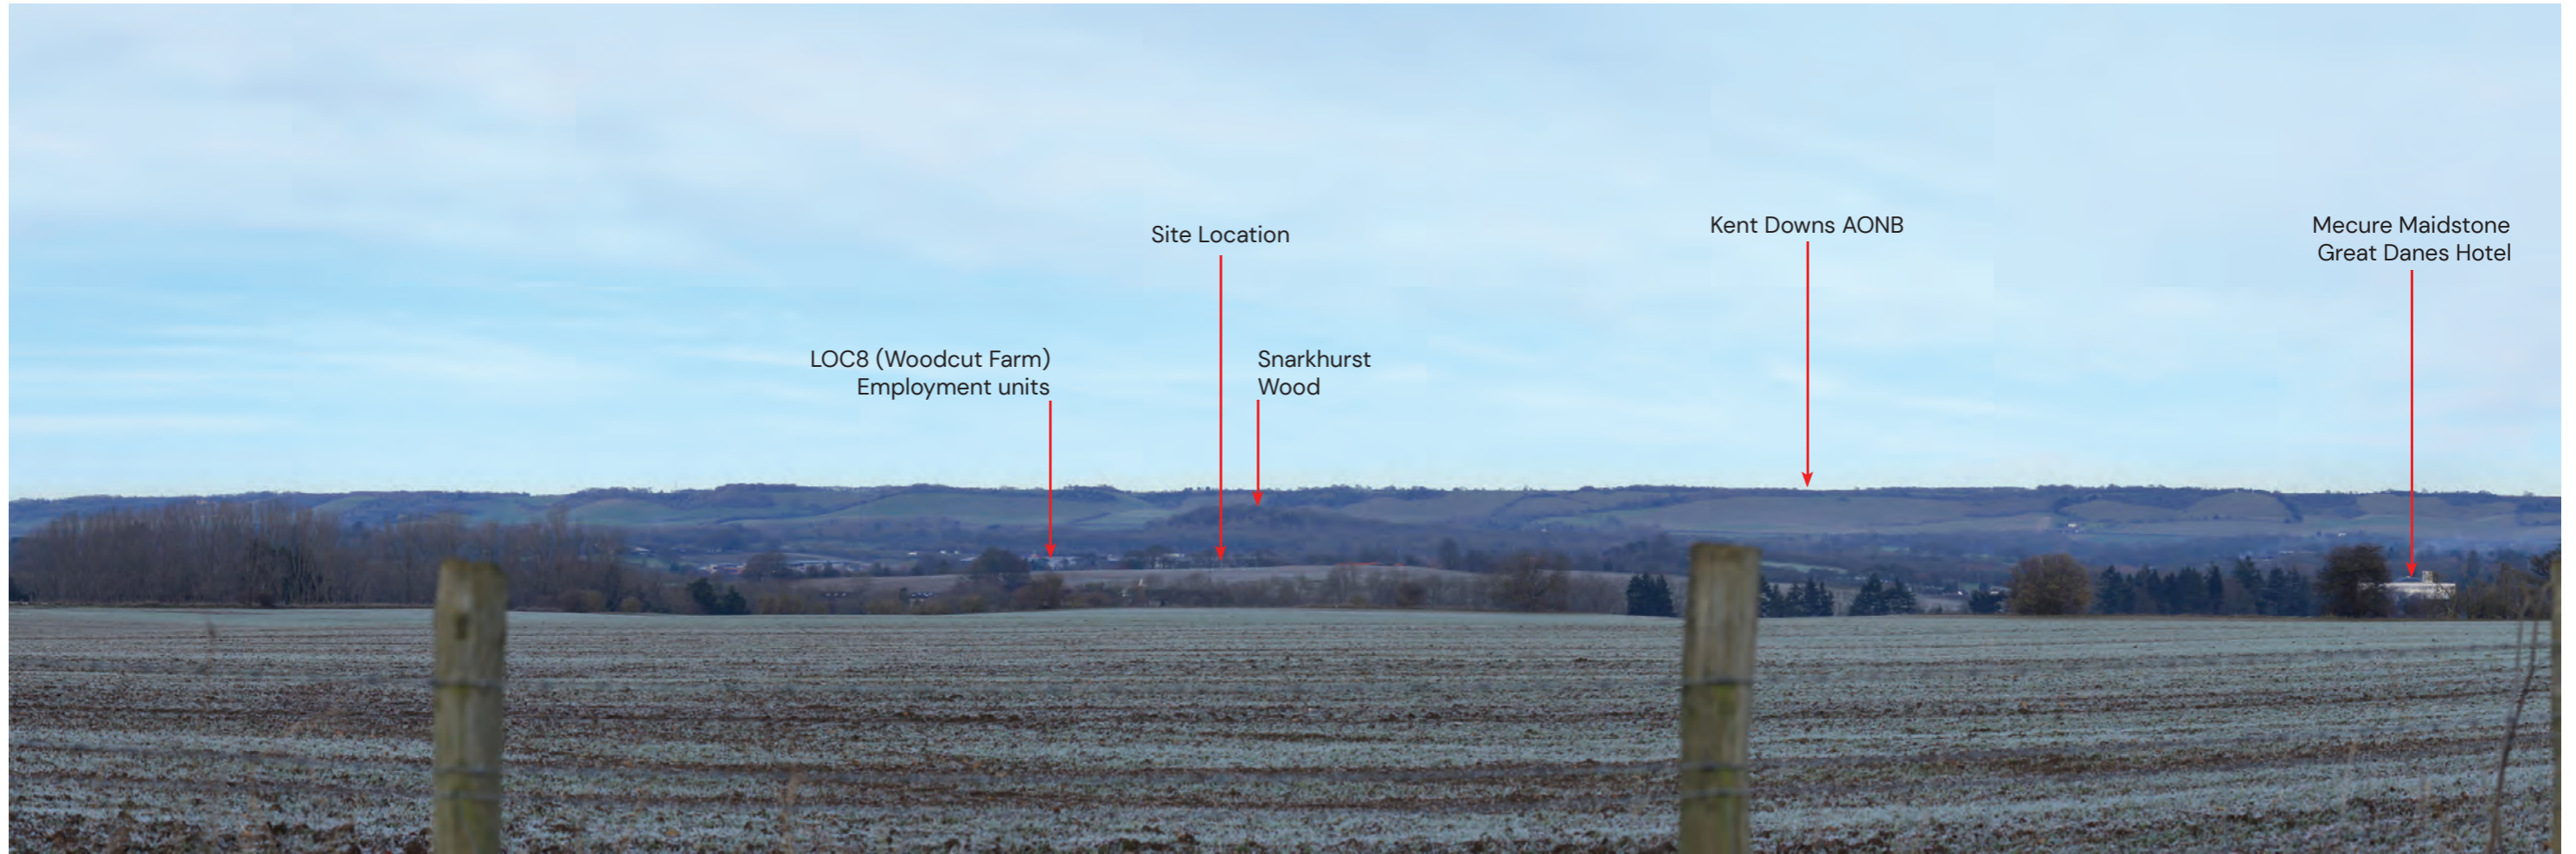 Site Location
Kent Downs AONB
Mecure Maidstone
Great Danes Hotel
LOC8 (Woodcut Farm)
Employment units
Snarkhurst
Wood